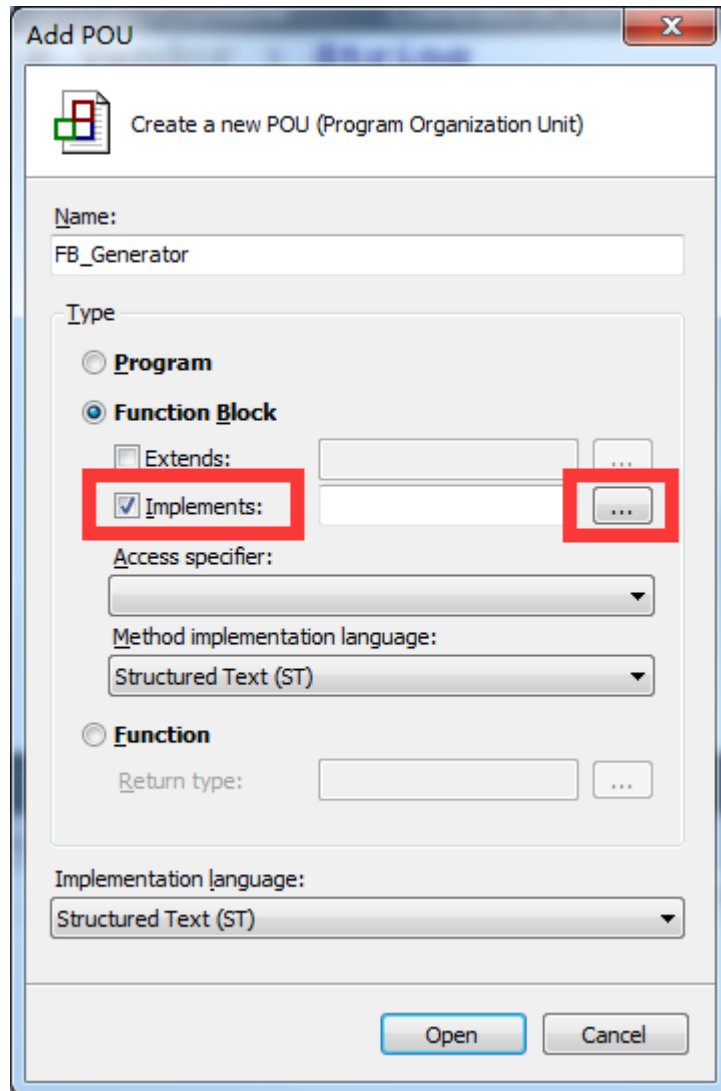 Add POU
Create a new POU (Program Organization Unit)
Name:
FB_Generator
Type
Program
Function Block
Extends:
...
Implements:
...
Access specifier:
Method implementation language:
Structured Text (ST)
Function
Return type:
...
Implementation language:
Structured Text (ST)
Open
Cancel